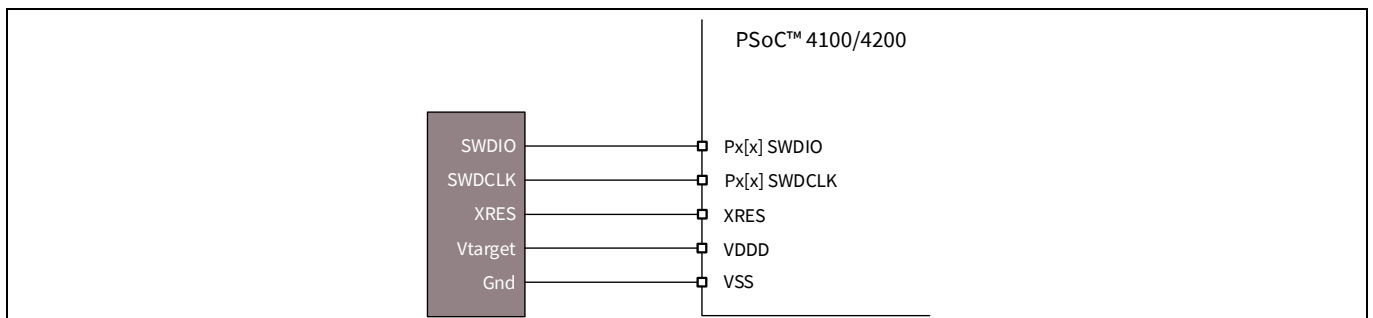 PSoC™ 4100/4200
SWDIO Px[x] SWDIO
SWDCLK Px[x] SWDCLK
XRES XRES
Vtarget VDDD
Gnd VSS